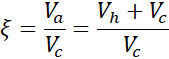 ξ = V_a / V_c = (V_h + V_c) / V_c